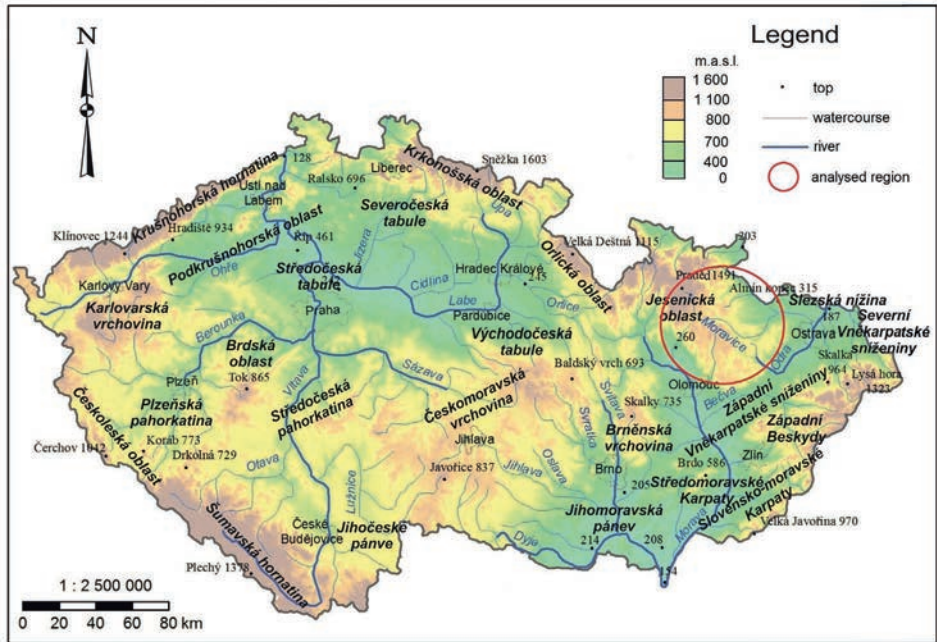 N
Legend
m.a.s.l.
1 600
1 100
800
700
400
0
top
watercourse
river
analysed region
128
Liberec
Krkonošská oblast
Sněžka 1603
Ralsko 696
Krušnohorská hornatina
Ústí nad
Labem
Severočeská
tabule
Úpa
Klínovec 1244
Hradiště 934
Podkrušnohorská oblast
Říp 461
Jizera
Velká Deštná 1115
303
Ohře
Středočeská
tabule
Cidlina
Hradec Králové
245
Orlická oblast
Praděd 1491
Almin kopec 315
Karlovy Vary
Karlovarská
vrchovina
Labe
Orlice
Jesenická
oblast
Slezská nížina
187
Severní
Vněkarpatské
sníženiny
Praha
Pardubice
Moravice
Ostrava
Berounka
Východočeská
tabule
260
Odra
Brdská
oblast
Sázava
Baldský vrch 693
Skalka
964
Lysá hora
1323
Plzeň
Tok 865
Vltava
Olomouc
Bečva
Západní
Vněkarpatské sníženiny
Plzeňská
pahorkatina
Středočeská
pahorkatina
Českomoravská
vrchovina
Svitava
Skalky 735
Západní
Beskydy
Českoleská oblast
Svratka
Brněnská
vrchovina
Čerchov 1042
Koráb 773
Jihlava
Zlín
Drkolná 729
Otava
Javořice 837
Jihlava
Oslava
Brno
Brdo 586
205
Středomoravské
Karpaty
Slovensko-moravské
Karpaty
Lužnice
Šumavská hornatina
České
Budějovice
Jihočeské
pánve
Jihomoravská
pánev
Morava
Velká Javořina 970
Dyje
214
208
Plechý 1378
154
1 : 2 500 000
0 20 40 60 80 km